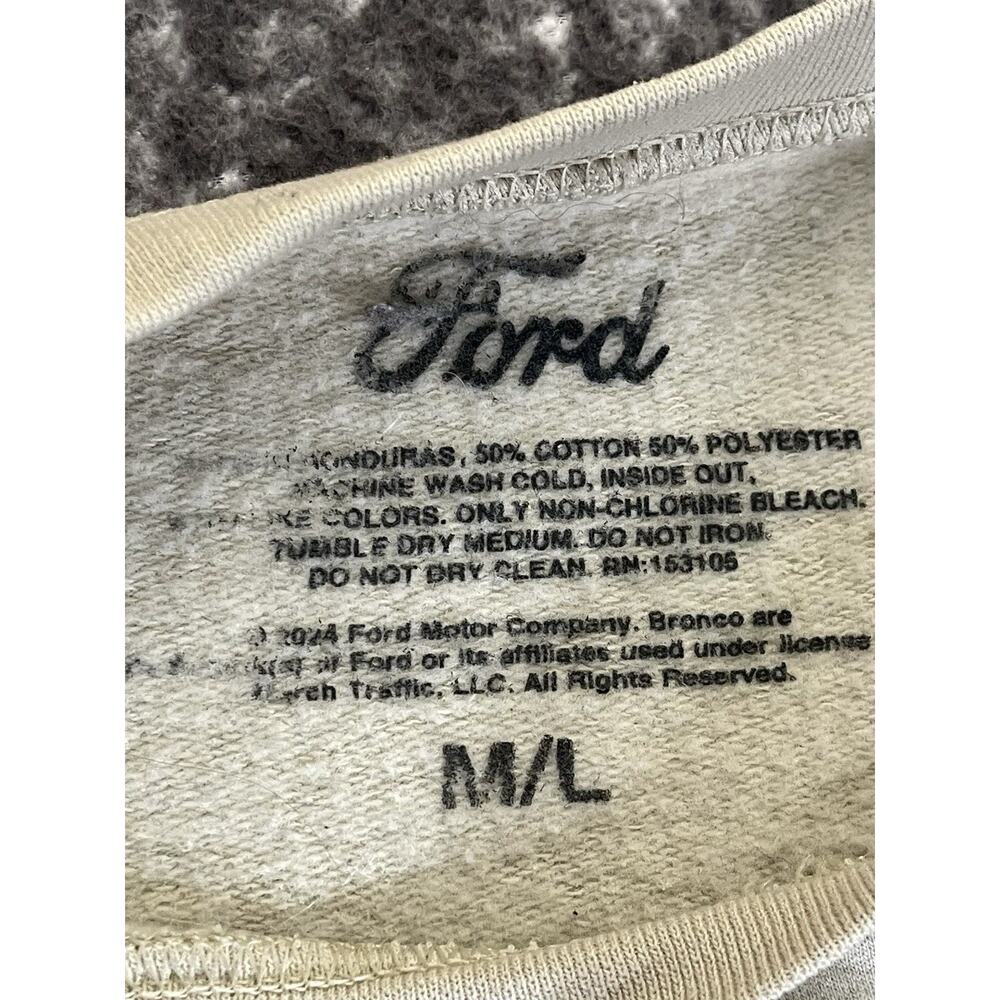 Ford
HONDURAS, 50% COTTON 50% POLYESTER
MACHINE WASH COLD, INSIDE OUT,
COLORS. ONLY NON-CHLORINE BLEACH.
TUMBLE DRY MEDIUM. DO NOT IRON.
DO NOT DRY CLEAN. RN:153105
© 2024 Ford Motor Company. Bronco are
of Ford or its affiliates used under license
Merch Traffic, LLC. All Rights Reserved.
M/L